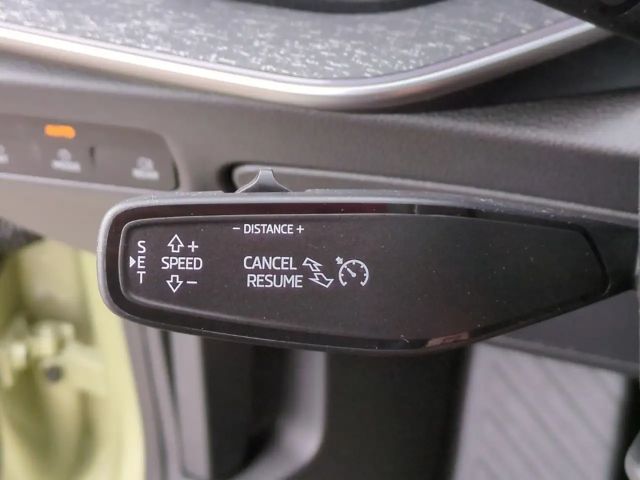 - DISTANCE +
SET
+
SPEED
-
CANCEL
RESUME